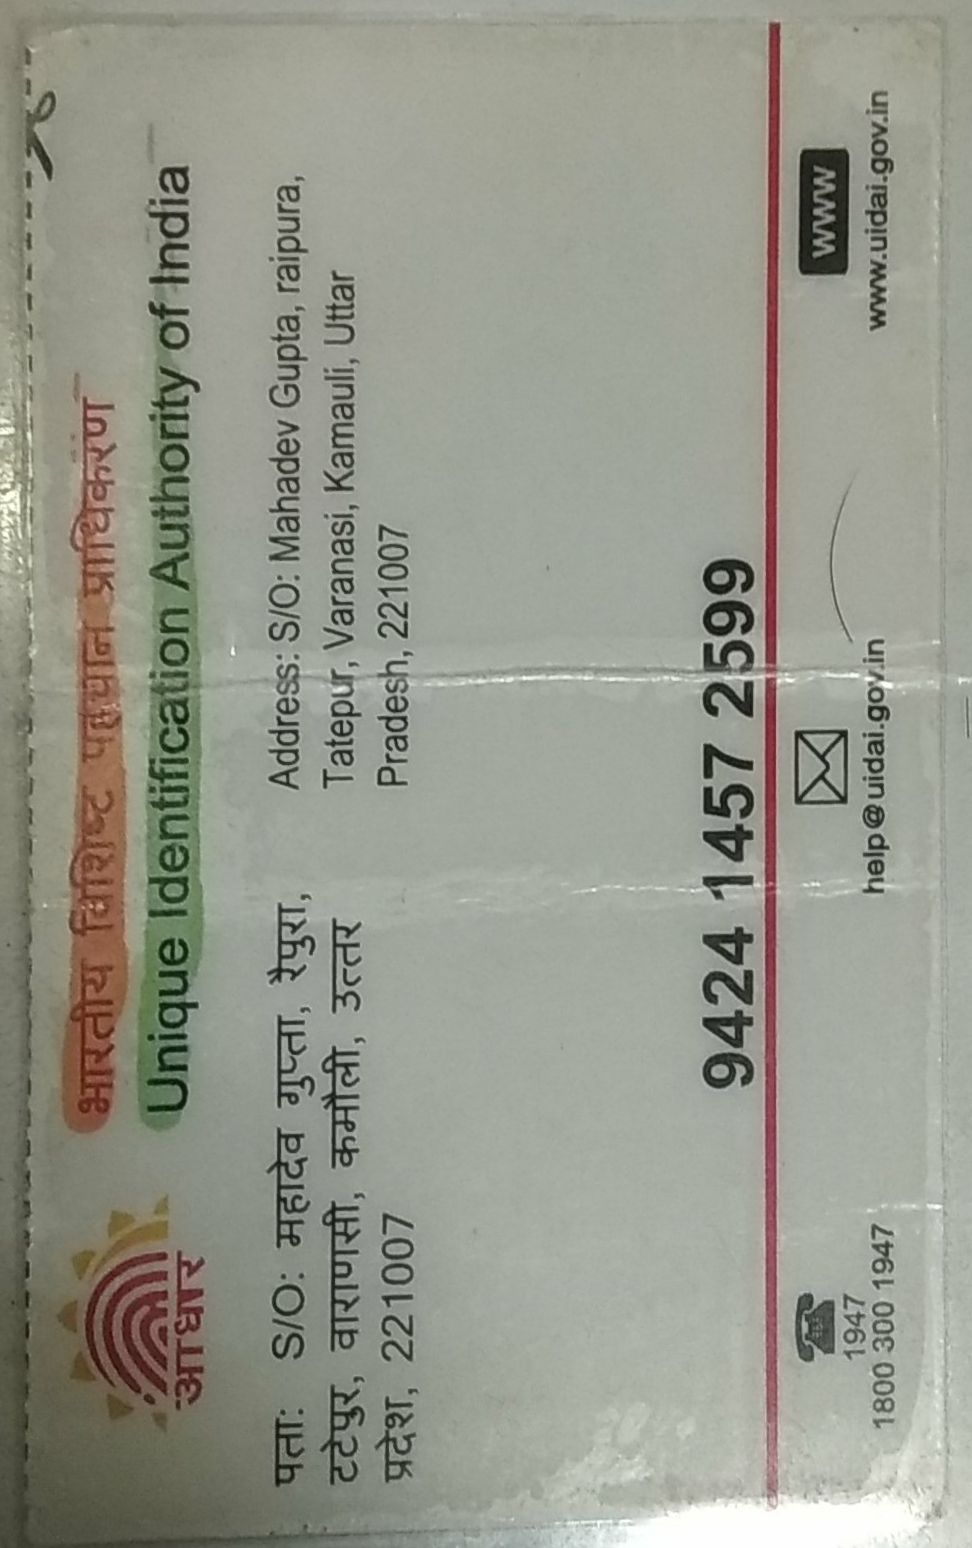 भारतीय विशिष्ट पहचान प्राधिकरण
Unique Identification Authority of India
आधार
पता: S/O: महादेव गुप्ता, रैपुरा,
टटेपुर, वाराणसी, कमौली, उत्तर
प्रदेश, 221007
Address: S/O: Mahadev Gupta, raipura,
Tatepur, Varanasi, Kamauli, Uttar
Pradesh, 221007
9424 1457 2599
1947
1800 300 1947
help@uidai.gov.in
WWW
www.uidai.gov.in